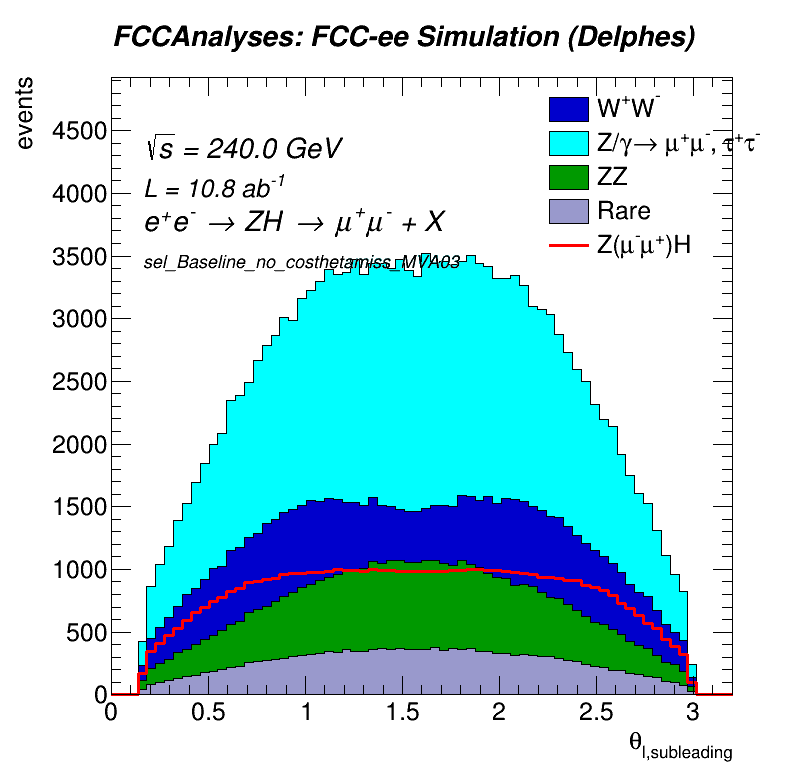 FCCAnalyses: FCC-ee Simulation (Delphes)
events
√s = 240.0 GeV
L = 10.8 ab⁻¹
e⁺e⁻ → ZH → μ⁺μ⁻ + X
sel_Baseline_no_costhetamiss_MVA03
W⁺W⁻
Z/γ→ μ⁺μ⁻, τ⁺τ⁻
ZZ
Rare
Z(μ⁻μ⁺)H
4500
4000
3500
3000
2500
2000
1500
1000
500
0
0 0.5 1 1.5 2 2.5 3
θl,subleading